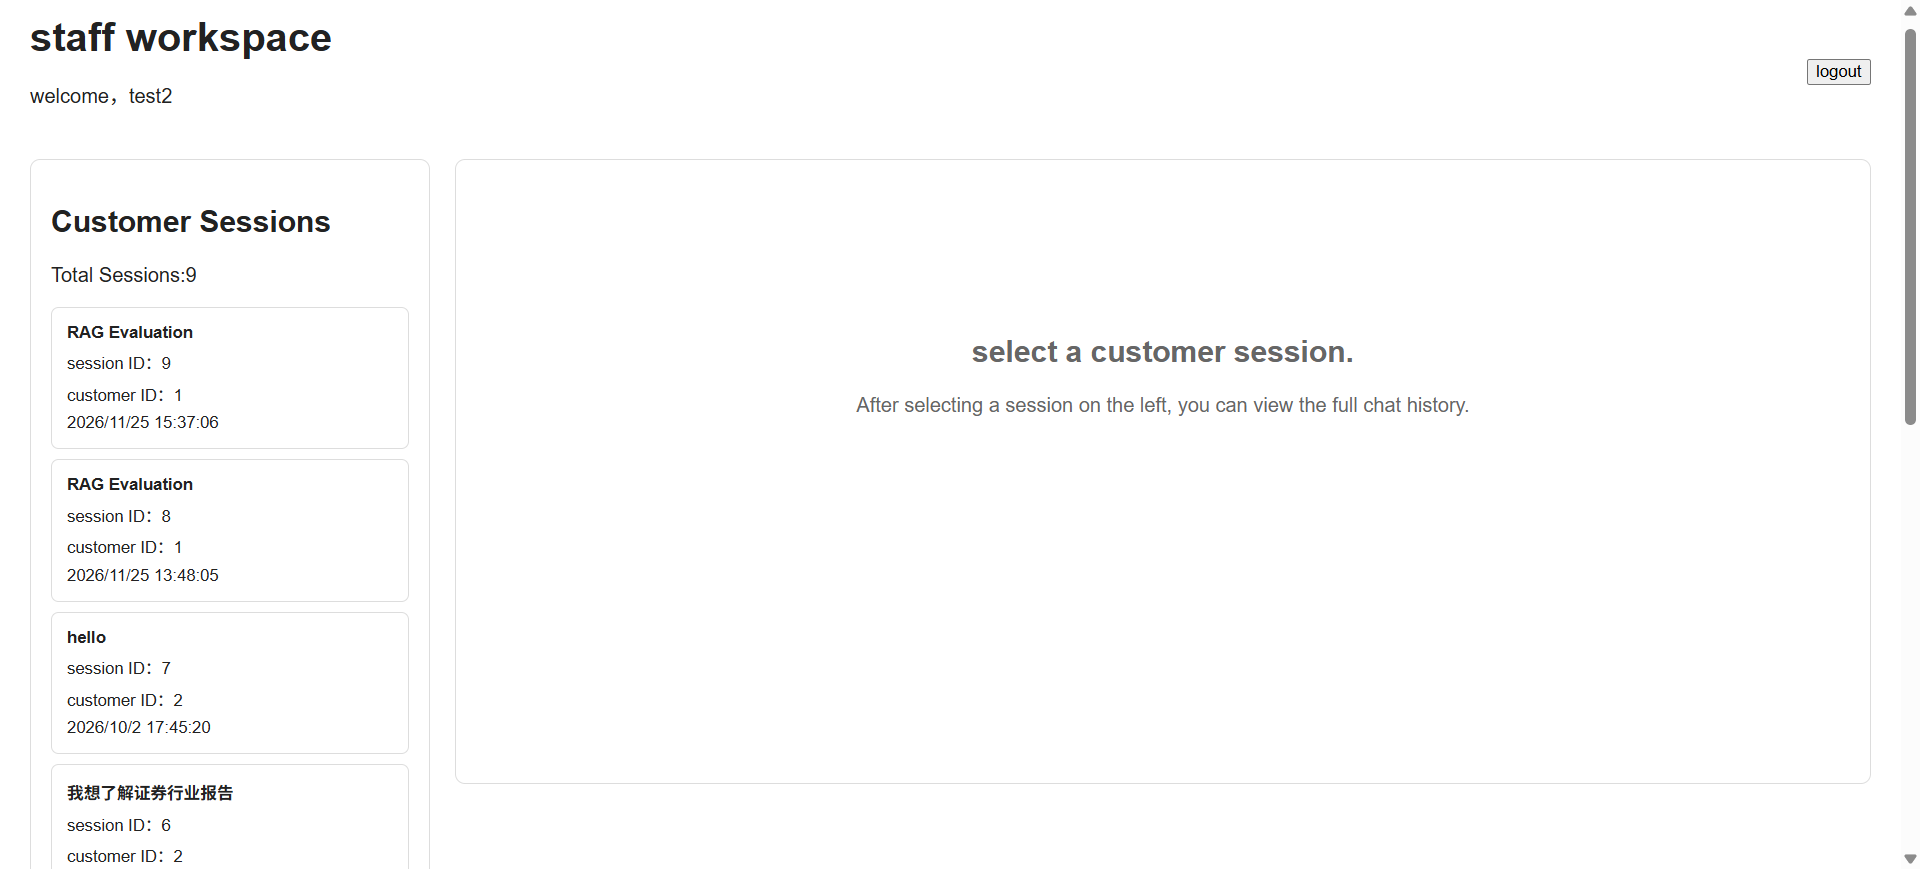 staff workspace
welcome，test2
logout
Customer Sessions
Total Sessions:9
RAG Evaluation
session ID：9
customer ID：1
2026/11/25 15:37:06
RAG Evaluation
session ID：8
customer ID：1
2026/11/25 13:48:05
hello
session ID：7
customer ID：2
2026/10/2 17:45:20
我想了解证券行业报告
session ID：6
customer ID：2
select a customer session.
After selecting a session on the left, you can view the full chat history.